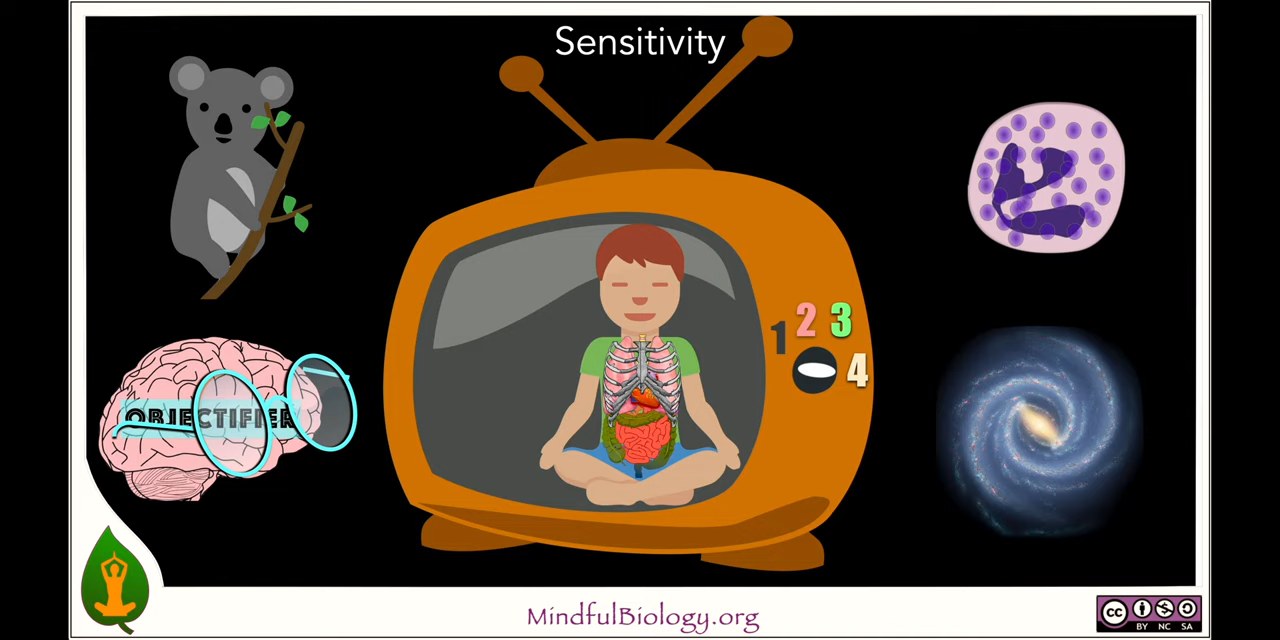 Sensitivity
1 2 3
4
OBJECTIFIER
MindfulBiology.org
cc
BY NC SA